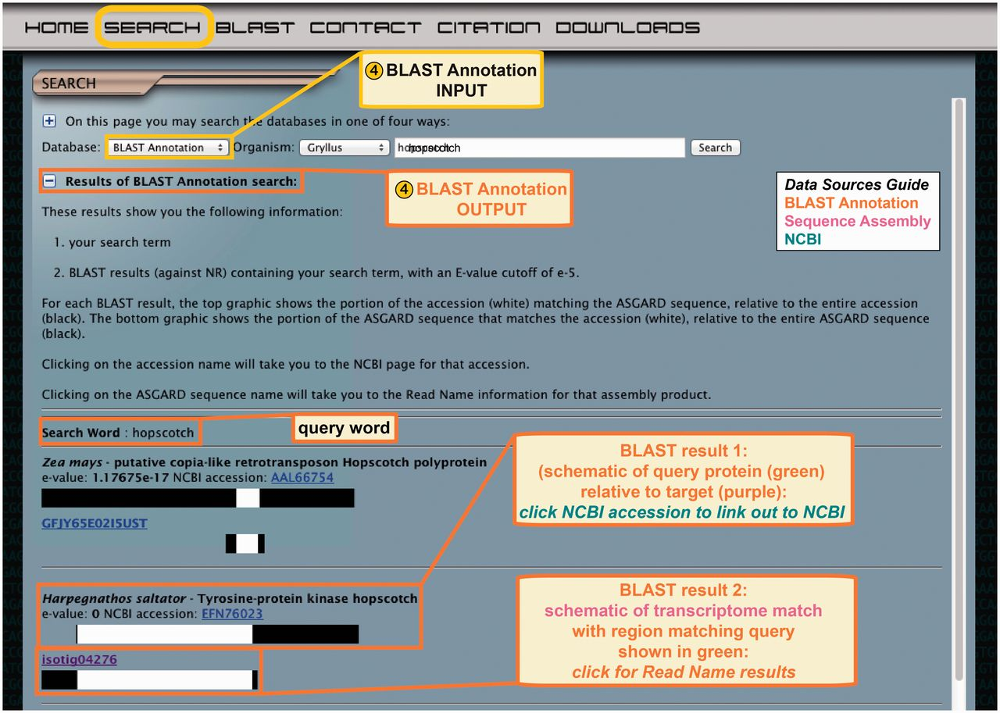 HOME SEARCH BLAST CONTACT CITATION DOWNLOADS
SEARCH
④ BLAST Annotation
INPUT
On this page you may search the databases in one of four ways:
Database: BLAST Annotation Organism: Gryllus hopscotch Search
Results of BLAST Annotation search:
④ BLAST Annotation
OUTPUT
Data Sources Guide
BLAST Annotation
Sequence Assembly
NCBI
These results show you the following information:
1. your search term
2. BLAST results (against NR) containing your search term, with an E-value cutoff of e-5.
For each BLAST result, the top graphic shows the portion of the accession (white) matching the ASGARD sequence, relative to the entire accession
(black). The bottom graphic shows the portion of the ASGARD sequence that matches the accession (white), relative to the entire ASGARD sequence
(black).
Clicking on the accession name will take you to the NCBI page for that accession.
Clicking on the ASGARD sequence name will take you to the Read Name information for that assembly product.
Search Word : hopscotch
query word
Zea mays - putative copia-like retrotransposon Hopscotch polyprotein
e-value: 1.17675e-17 NCBI accession: AAL66754
GFJY65E02I5UST
BLAST result 1:
(schematic of query protein (green)
relative to target (purple):
click NCBI accession to link out to NCBI
Harpegnathos saltator - Tyrosine-protein kinase hopscotch
e-value: 0 NCBI accession: EFN76023
isotig04276
BLAST result 2:
schematic of transcriptome match
with region matching query
shown in green:
click for Read Name results